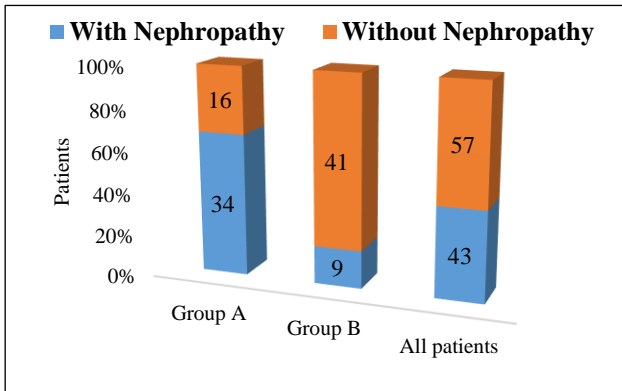 With Nephropathy Without Nephropathy
100%
80%
60%
40%
20%
0%
Patients
16
34
41
9
57
43
Group A
Group B
All patients